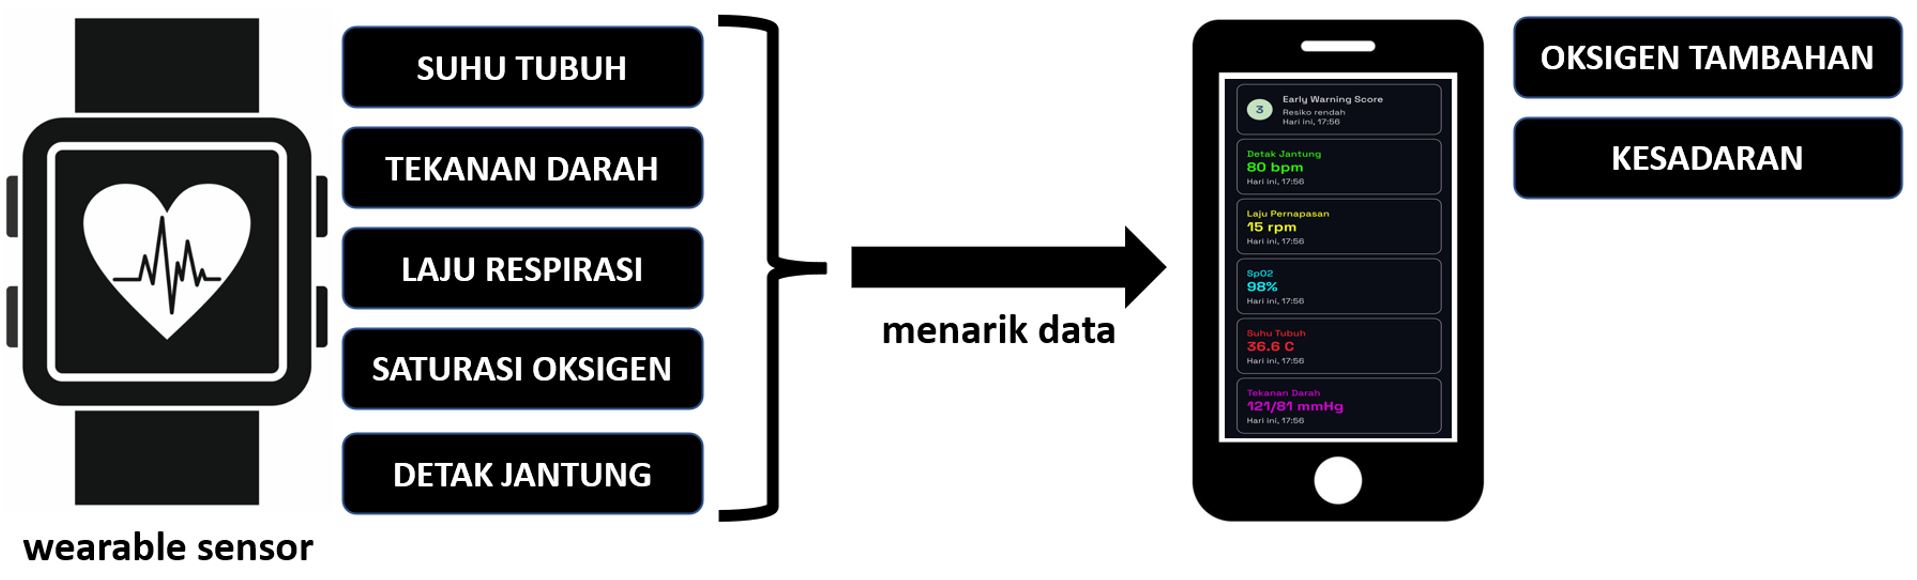 SUHU TUBUH
TEKANAN DARAH
LAJU RESPIRASI
SATURASI OKSIGEN
DETAK JANTUNG
wearable sensor
menarik data
3
Early Warning Score
Resiko rendah
Hari ini, 17:56
Detak Jantung
80 bpm
Hari ini, 17:56
Laju Pernapasan
15 rpm
Hari ini, 17:56
SpO2
98%
Hari ini, 17:56
Suhu Tubuh
36.6 C
Hari ini, 17:56
Tekanan Darah
121/81 mmHg
Hari ini, 17:56
OKSIGEN TAMBAHAN
KESADARAN